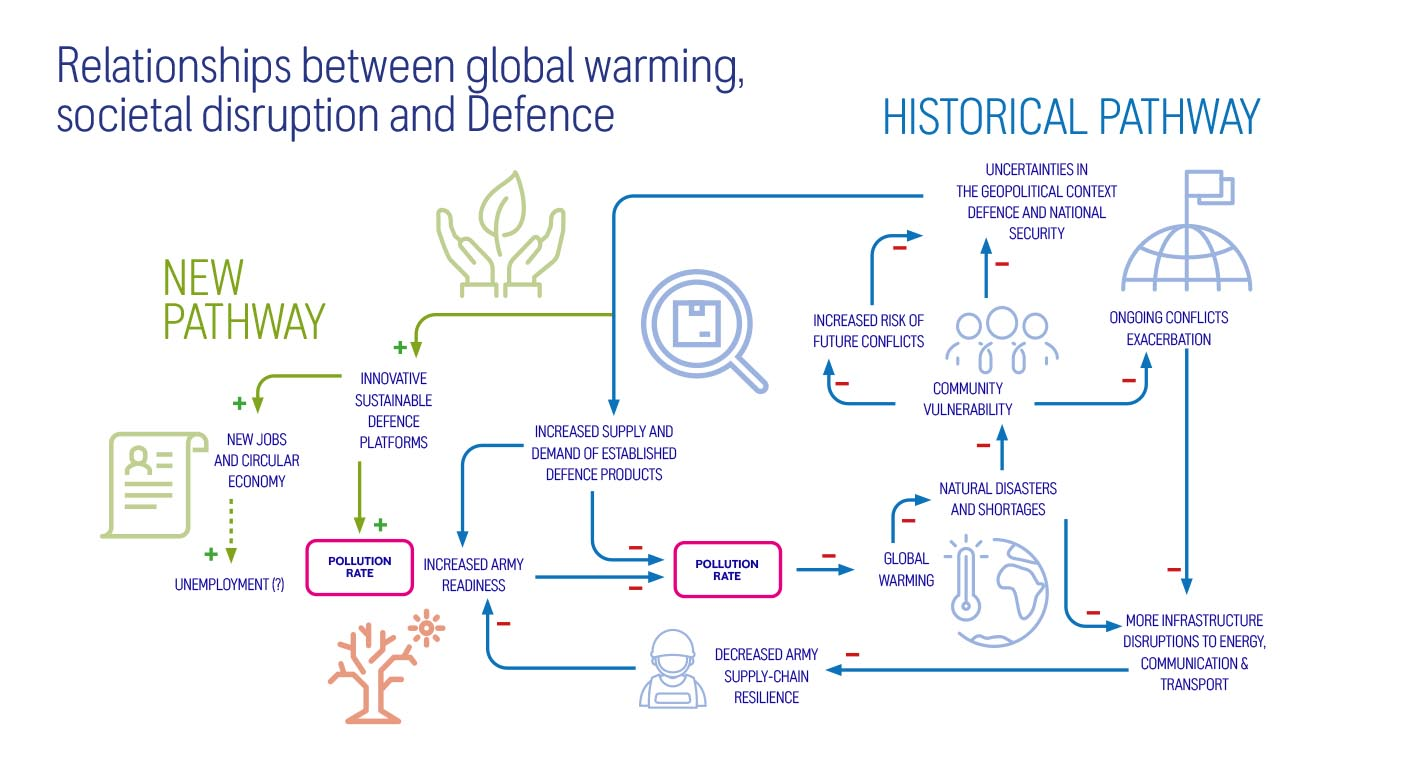 Relationships between global warming,
societal disruption and Defence
HISTORICAL PATHWAY
UNCERTAINTIES IN
THE GEOPOLITICAL CONTEXT
DEFENCE AND NATIONAL
SECURITY
NEW
PATHWAY
INCREASED RISK OF
FUTURE CONFLICTS
ONGOING CONFLICTS
EXACERBATION
COMMUNITY
VULNERABILITY
INNOVATIVE
SUSTAINABLE
DEFENCE
PLATFORMS
NEW JOBS
AND CIRCULAR
ECONOMY
INCREASED SUPPLY AND
DEMAND OF ESTABLISHED
DEFENCE PRODUCTS
NATURAL DISASTERS
AND SHORTAGES
UNEMPLOYMENT (?)
POLLUTION
RATE
INCREASED ARMY
READINESS
POLLUTION
RATE
GLOBAL
WARMING
MORE INFRASTRUCTURE
DISRUPTIONS TO ENERGY,
COMMUNICATION &
TRANSPORT
DECREASED ARMY
SUPPLY-CHAIN
RESILIENCE